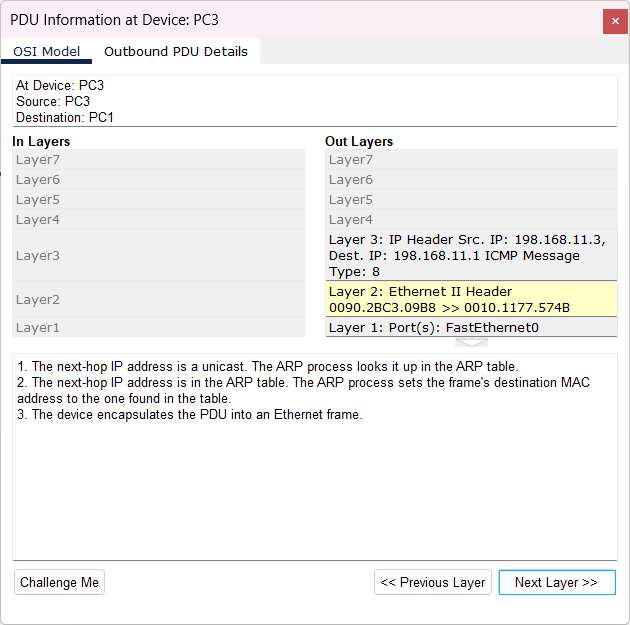 PDU Information at Device: PC3
×
OSI Model
Outbound PDU Details
At Device: PC3
Source: PC3
Destination: PC1
In Layers
Out Layers
Layer7
Layer7
Layer6
Layer6
Layer5
Layer5
Layer4
Layer4
Layer3
Layer 3: IP Header Src. IP: 198.168.11.3,
Dest. IP: 198.168.11.1 ICMP Message
Type: 8
Layer2
Layer 2: Ethernet II Header
0090.2BC3.09B8 >> 0010.1177.574B
Layer1
Layer 1: Port(s): FastEthernet0
1. The next-hop IP address is a unicast. The ARP process looks it up in the ARP table.
2. The next-hop IP address is in the ARP table. The ARP process sets the frame's destination MAC
address to the one found in the table.
3. The device encapsulates the PDU into an Ethernet frame.
Challenge Me
<< Previous Layer
Next Layer >>